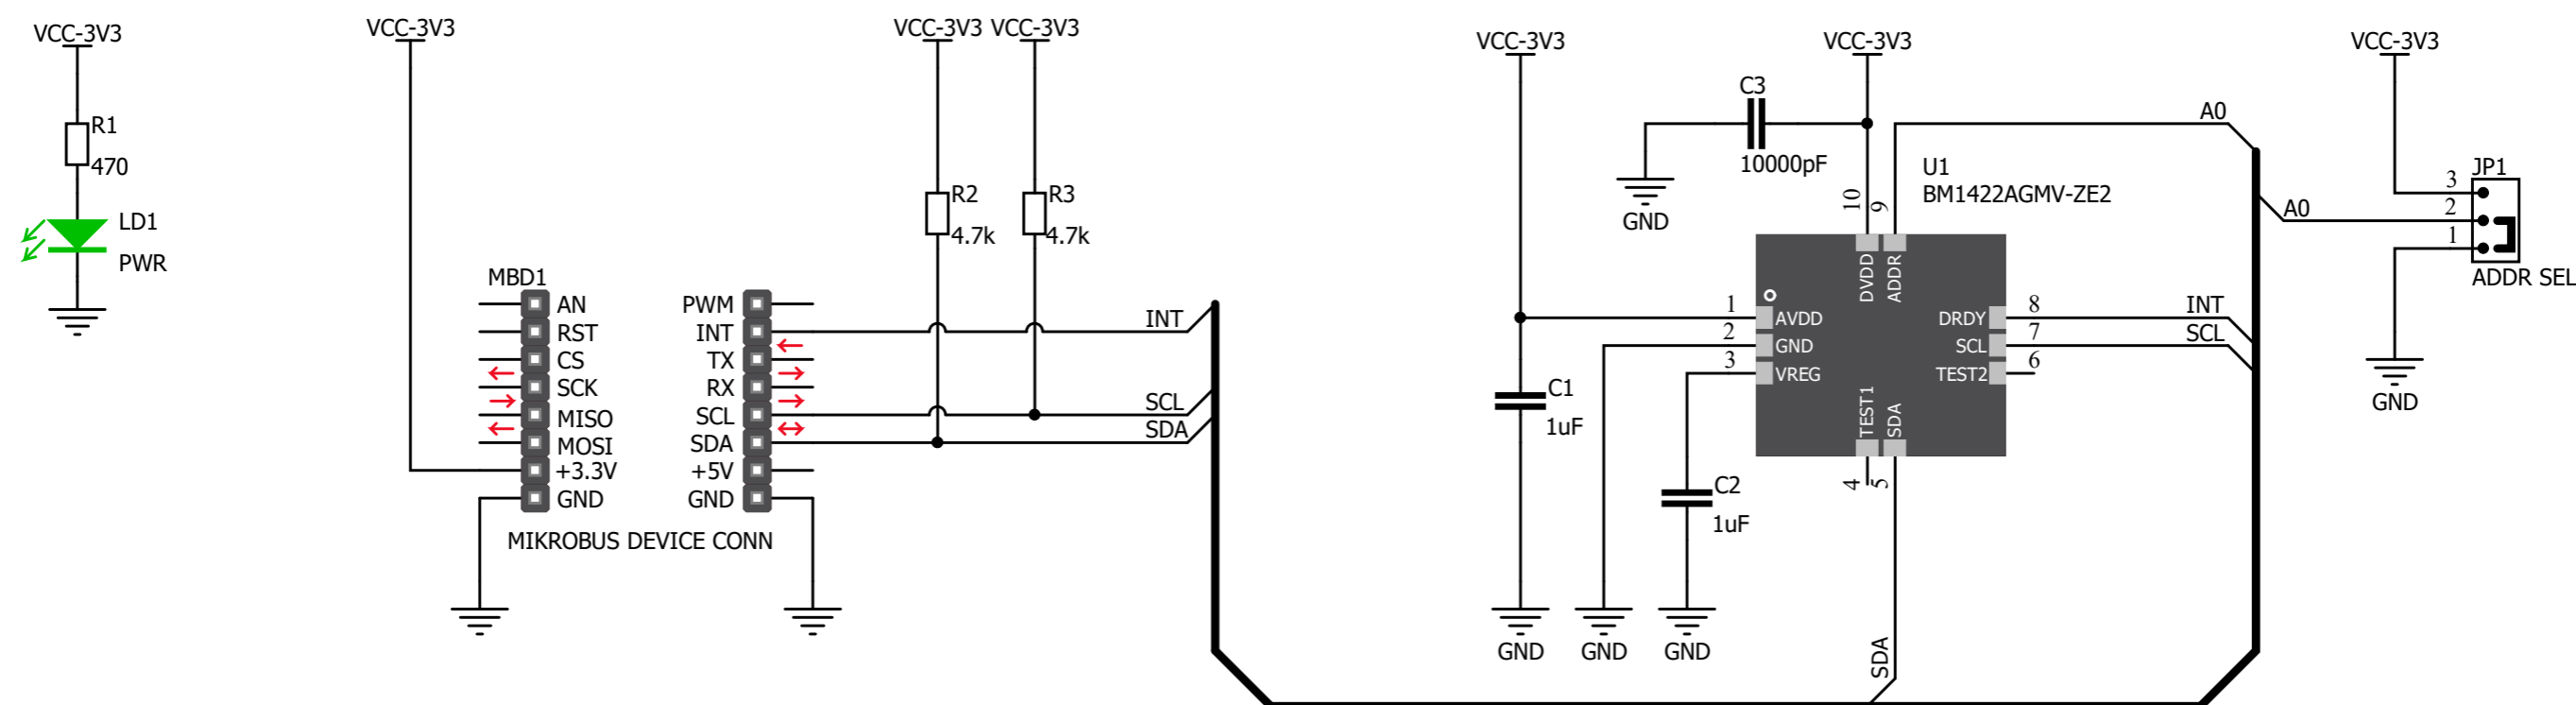 VCC-3V3
R1
470
LD1
PWR
VCC-3V3
VCC-3V3 VCC-3V3
R2
4.7k
R3
4.7k
MBD1
AN
RST
CS
SCK
MISO
MOSI
+3.3V
GND
PWM
INT
TX
RX
SCL
SDA
+5V
GND
MIKROBUS DEVICE CONN
INT
SCL
SDA
VCC-3V3
C1
1uF
GND
GND
C2
1uF
GND
VCC-3V3
C3
10000pF
GND
U1
BM1422AGMV-ZE2
10
9
DVDD
ADDR
1
AVDD
2
GND
3
VREG
DRDY
8
SCL
7
TEST2
6
TEST1
SDA
4
5
SDA
A0
INT
SCL
A0
VCC-3V3
JP1
3
2
1
ADDR SEL
GND